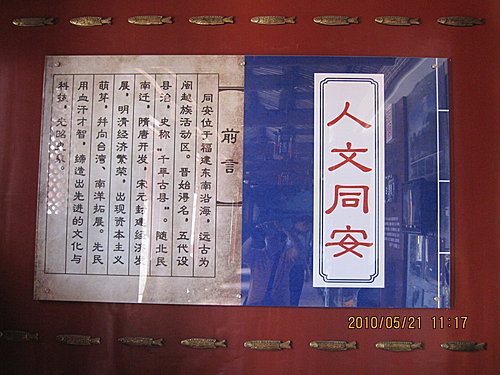 人文同安
前言
同安位于福建东南沿海，远古为
闽越族活动区。晋始得名，五代设
县治，史称“千年古县”。随北民
南迁，隋唐开发，宋元封建经济发
展，明清经济繁荣，出现资本主义
萌芽，并向台湾、南洋拓展。先民
用血汗才智，缔造出先进的文化与
科技，光昭
2010/05/21 11:17